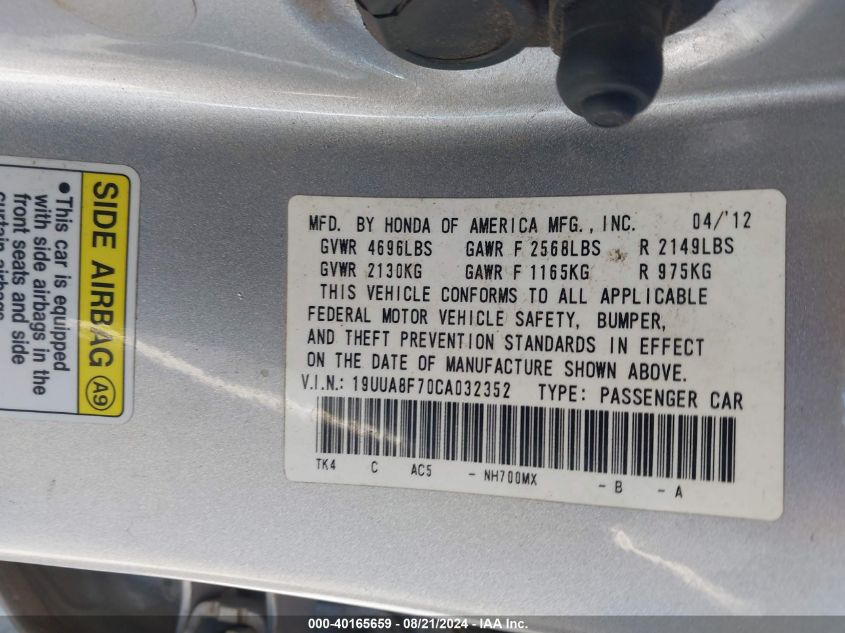 SIDE AIRBAG A9
•This car is equipped
with side airbags in the
front seats and side
curtain airbags.
MFD. BY HONDA OF AMERICA MFG., INC. 04/'12
GVWR 4696LBS GAWR F 2568LBS R 2149LBS
GVWR 2130KG GAWR F 1165KG R 975KG
THIS VEHICLE CONFORMS TO ALL APPLICABLE
FEDERAL MOTOR VEHICLE SAFETY, BUMPER,
AND THEFT PREVENTION STANDARDS IN EFFECT
ON THE DATE OF MANUFACTURE SHOWN ABOVE.
V.I.N.: 19UUA8F70CA032352 TYPE: PASSENGER CAR
TK4 C AC5 - NH700MX - B - A
000-40165659 - 08/21/2024 - IAA Inc.